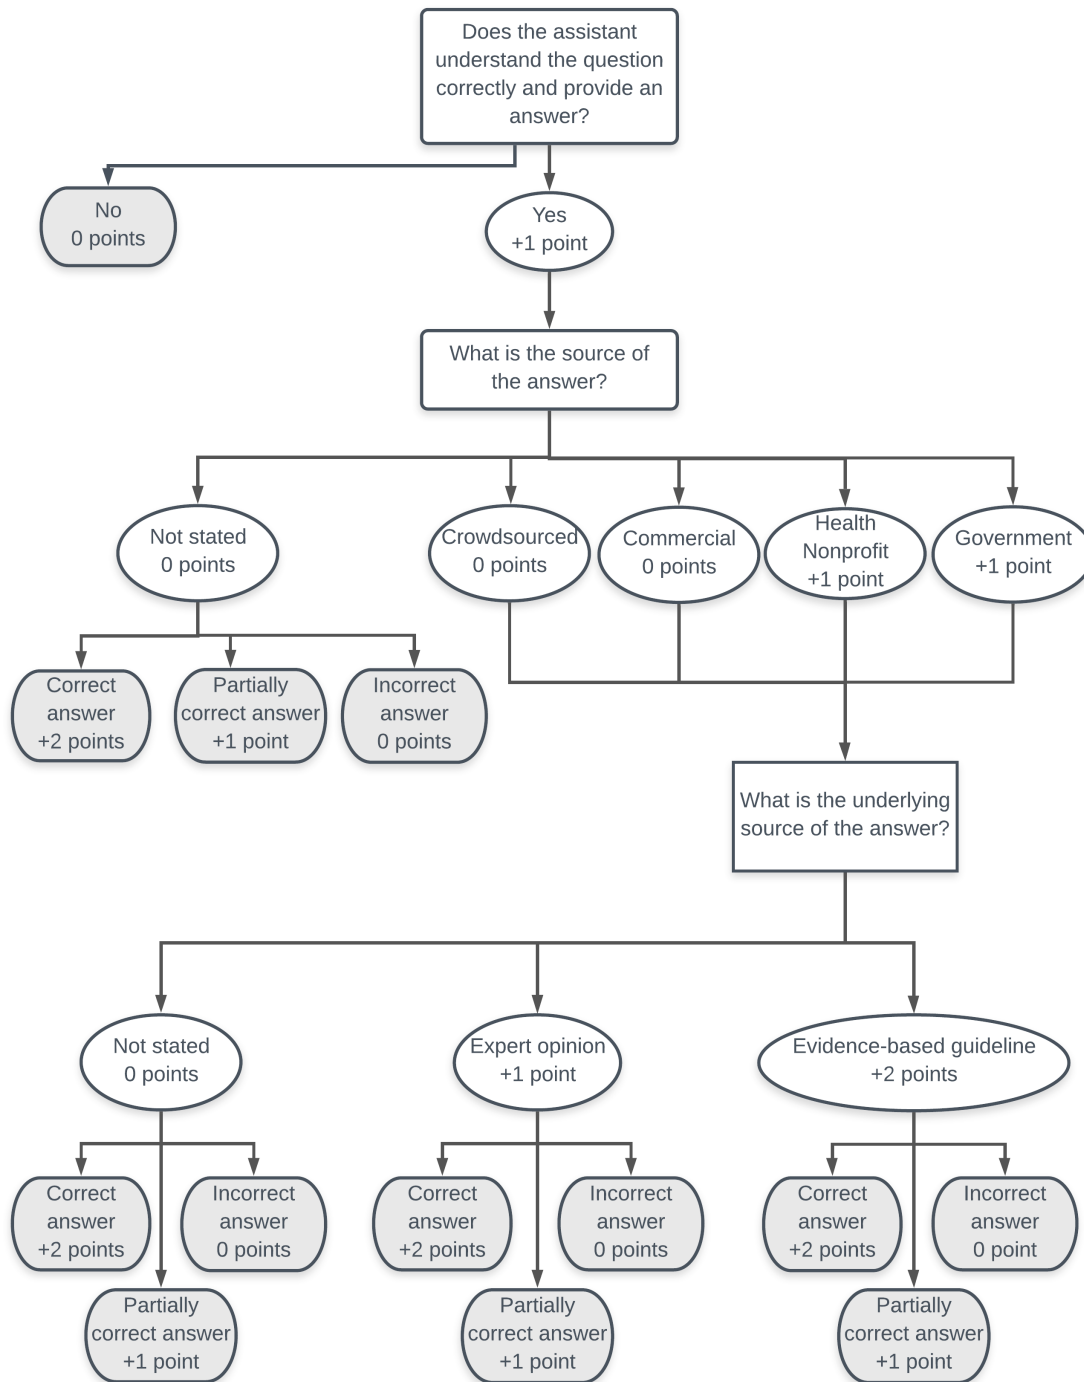 Does the assistant
understand the question
correctly and provide an
answer?
No
0 points
Yes
+1 point
What is the source of
the answer?
Not stated
0 points
Crowdsourced
0 points
Commercial
0 points
Health
Nonprofit
+1 point
Government
+1 point
Correct
answer
+2 points
Partially
correct answer
+1 point
Incorrect
answer
0 points
What is the underlying
source of the answer?
Not stated
0 points
Expert opinion
+1 point
Evidence-based guideline
+2 points
Correct
answer
+2 points
Incorrect
answer
0 points
Partially
correct answer
+1 point
Correct
answer
+2 points
Incorrect
answer
0 points
Partially
correct answer
+1 point
Correct
answer
+2 points
Incorrect
answer
0 point
Partially
correct answer
+1 point